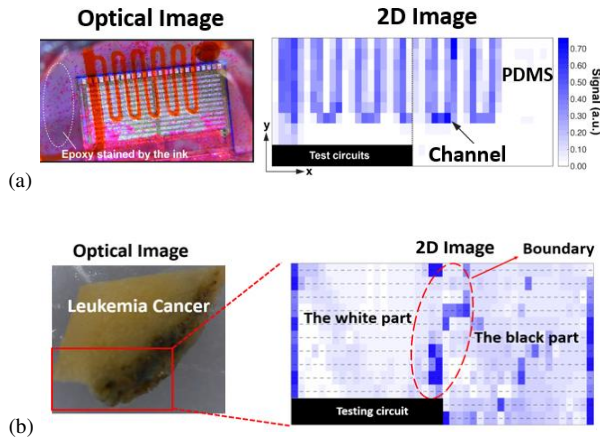 Optical Image
2D Image
PDMS
Epoxy stained by the ink
y
x
Test circuits
Channel
0.70
0.60
0.50
0.40
0.30
0.20
0.10
0.00
Signal (a.u.)
(a)
Optical Image
2D Image
Boundary
Leukemia Cancer
The white part
The black part
Testing circuit
(b)